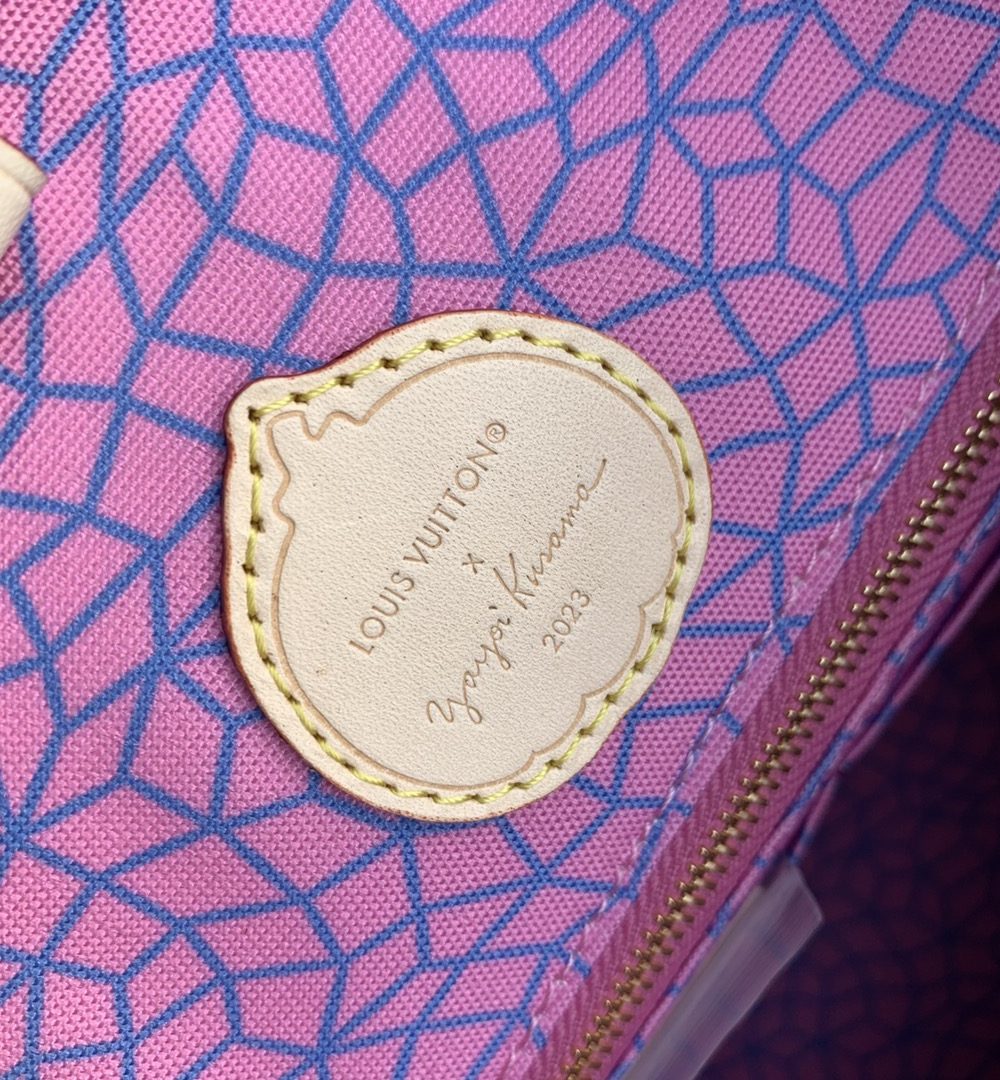 LOUIS VUITTON®
x
Yayoi Kusama
2023